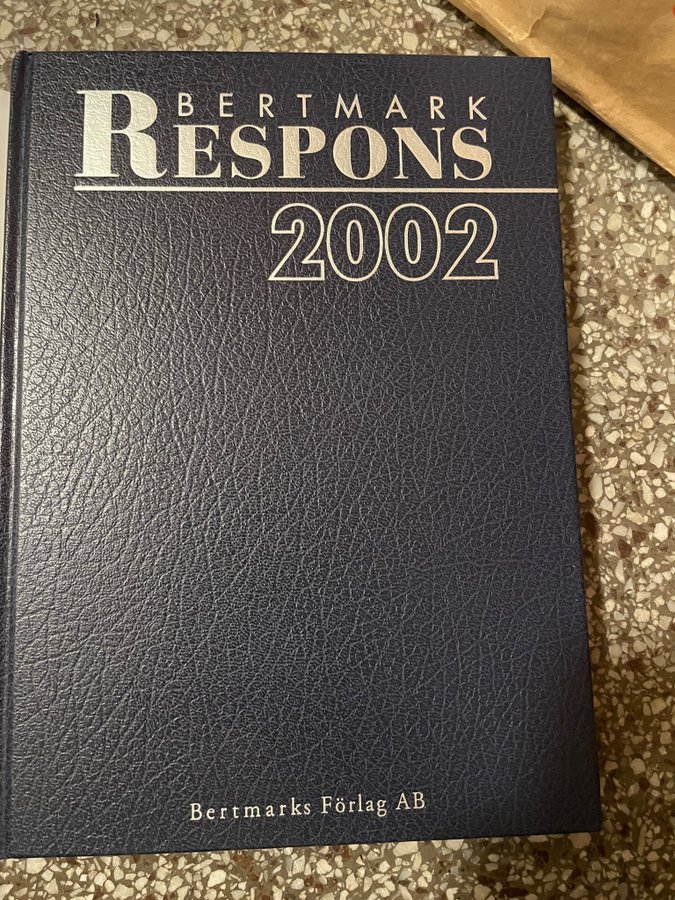 BERTMARK
RESPONS
2002
Bertmarks Förlag AB